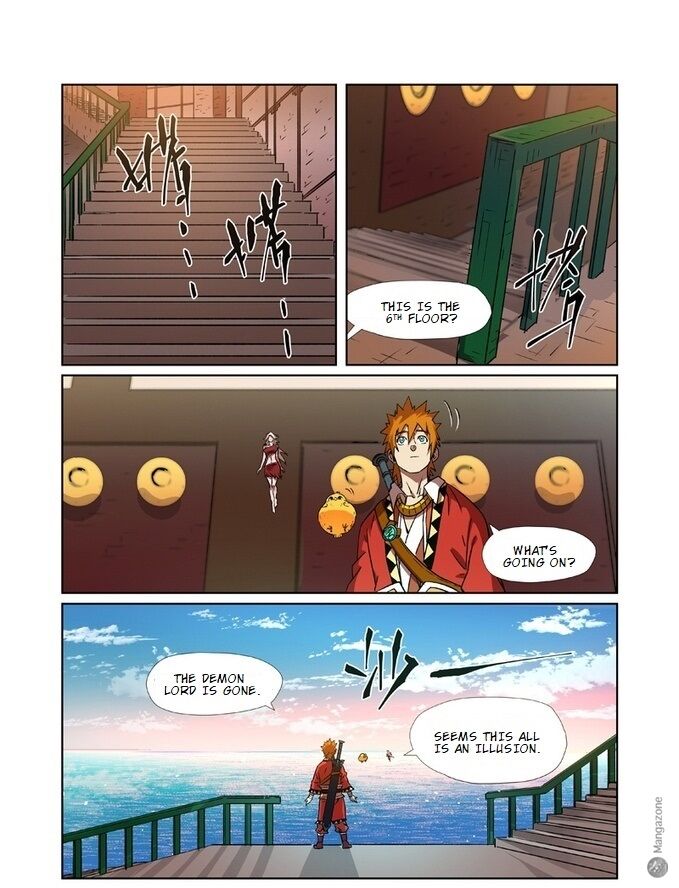 嗒
嗒
嗒
THIS IS THE
6TH FLOOR?
WHAT'S
GOING ON?
THE DEMON
LORD IS GONE.
SEEMS THIS ALL
IS AN ILLUSION.
Mangazone